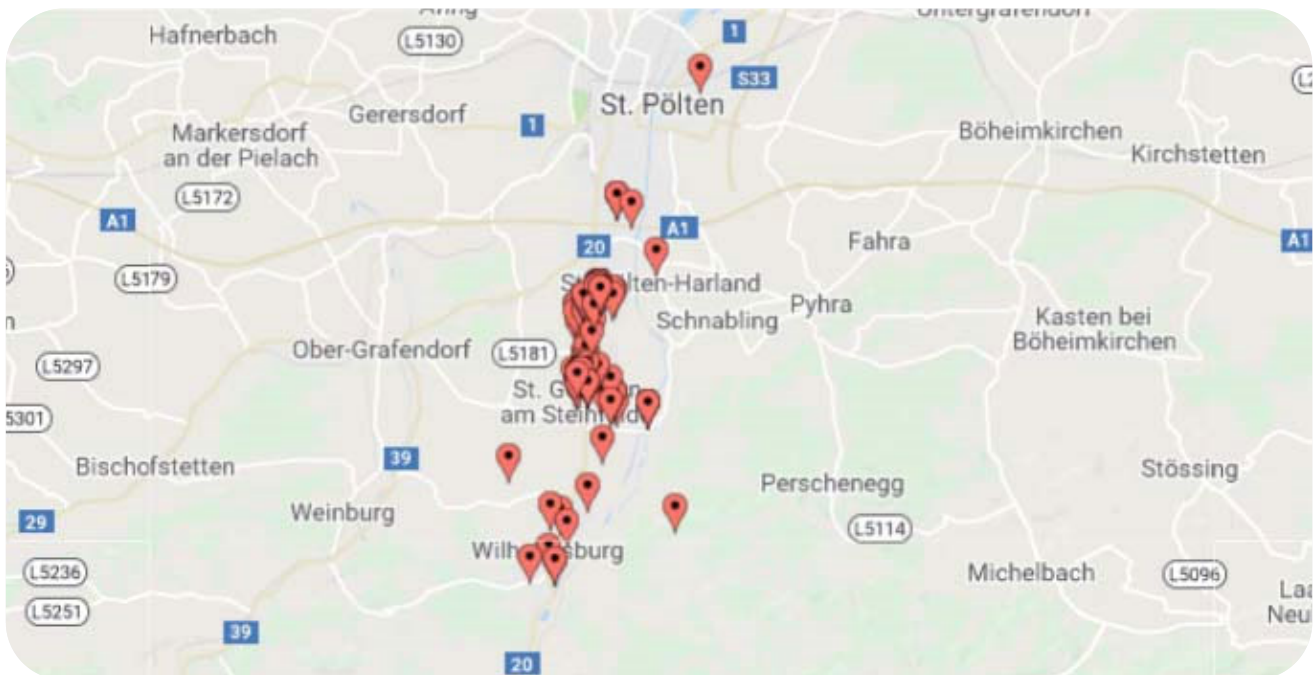 Hafnerbach
L5130
1
S33
St. Pölten
Gerersdorf
1
Markersdorf
an der Pielach
Böheimkirchen
Kirchstetten
L5172
A1
A1
20
Fahra
A1
L5179
Pyhra
Schnabling
Kasten bei
Böheimkirchen
Ober-Grafendorf
L5181
L5297
am
5301
Bischofstetten
39
Stössing
Perschenegg
Weinburg
29
L5114
L5236
Michelbach
L5096
L5251
39
20